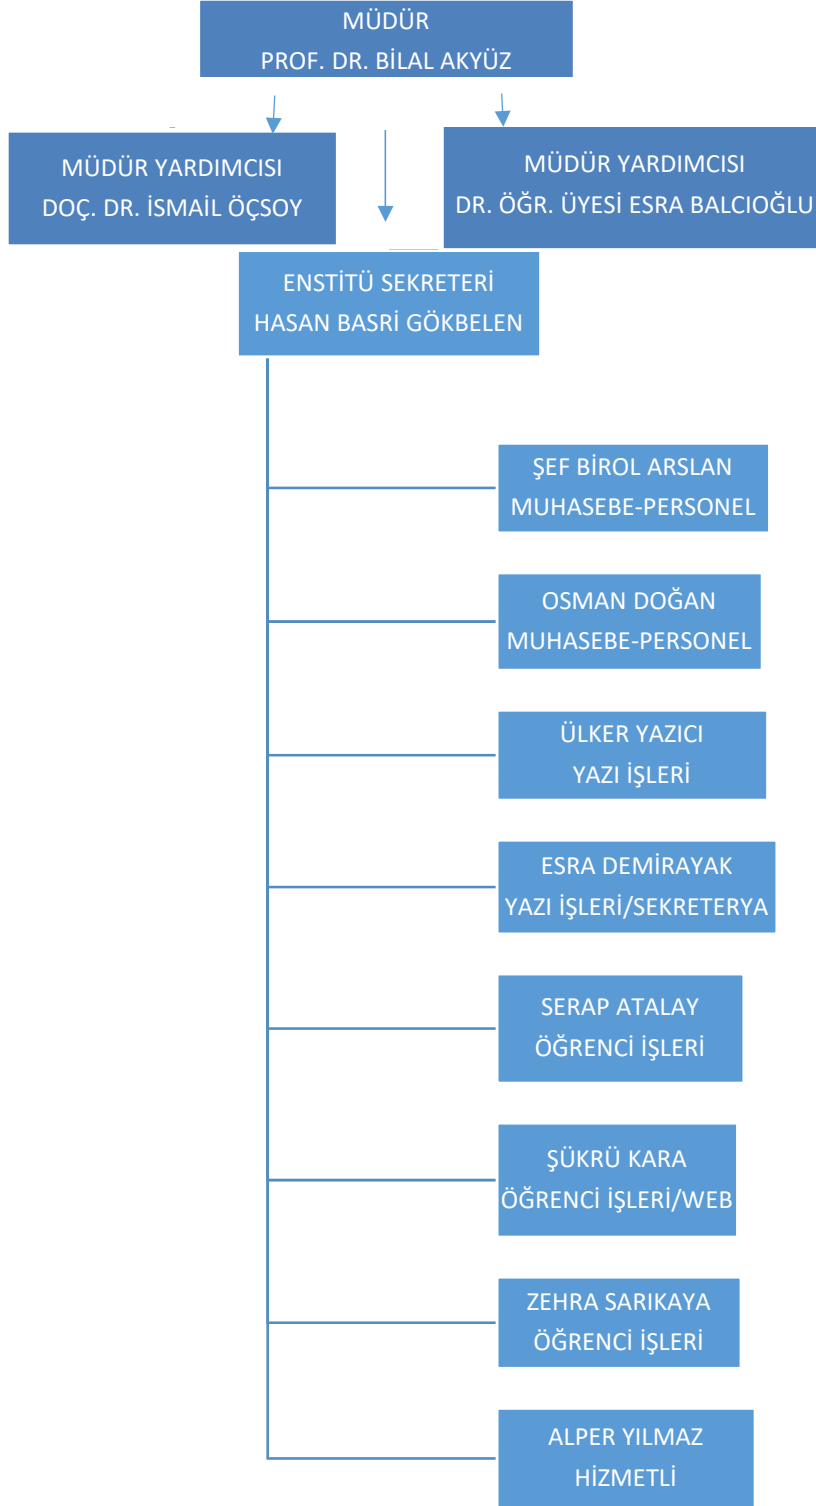 MÜDÜR
PROF. DR. BİLAL AKYÜZ
MÜDÜR YARDIMCISI
DOÇ. DR. İSMAİL ÖÇSOY
MÜDÜR YARDIMCISI
DR. ÖĞR. ÜYESİ ESRA BALCIOĞLU
ENSTİTÜ SEKRETERİ
HASAN BASRİ GÖKBELEN
ŞEF BİROL ARSLAN
MUHASEBE-PERSONEL
OSMAN DOĞAN
MUHASEBE-PERSONEL
ÜLKER YAZICI
YAZI İŞLERİ
ESRA DEMİRAYAK
YAZI İŞLERİ/SEKRETERYA
SERAP ATALAY
ÖĞRENCİ İŞLERİ
ŞÜKRÜ KARA
ÖĞRENCİ İŞLERİ/WEB
ZEHRA SARIKAYA
ÖĞRENCİ İŞLERİ
ALPER YILMAZ
HİZMETLİ